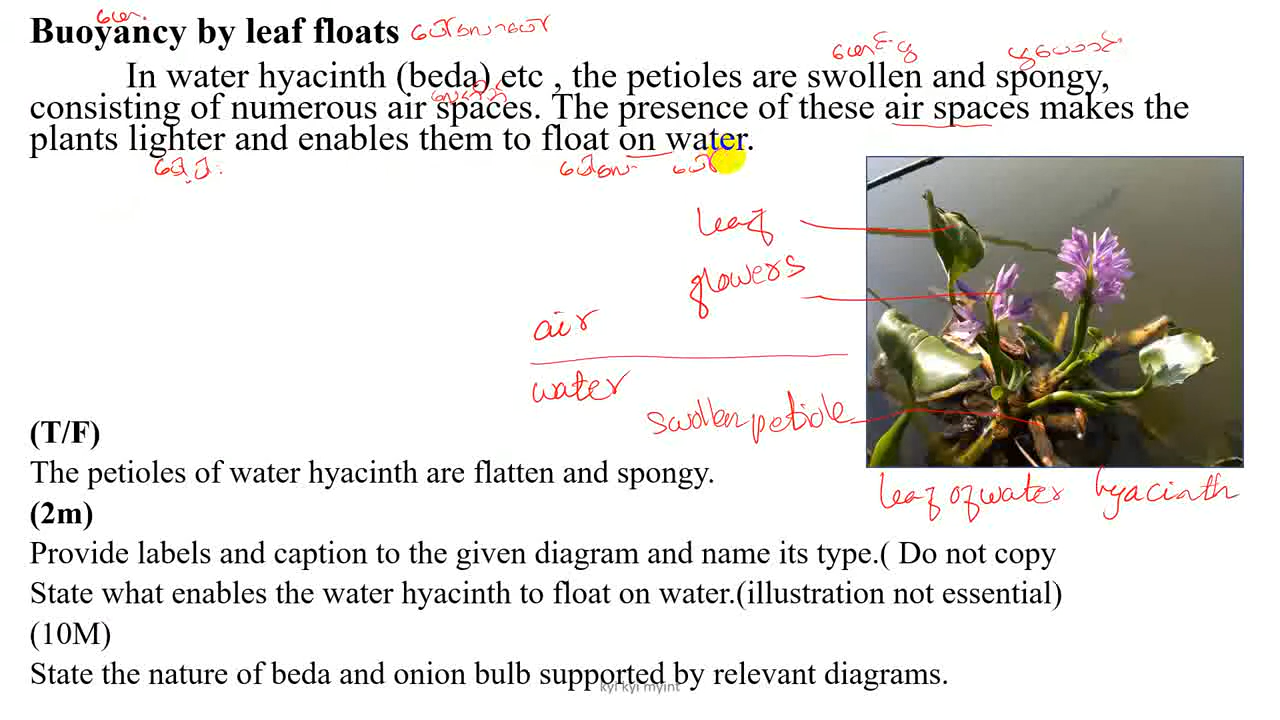 Buoyancy by leaf floats
In water hyacinth (beda) etc , the petioles are swollen and spongy,
consisting of numerous air spaces. The presence of these air spaces makes the
plants lighter and enables them to float on water.
leaf
flowers
air
water
swollen petiole
leaf of water hyacinth
(T/F)
The petioles of water hyacinth are flatten and spongy.
(2m)
Provide labels and caption to the given diagram and name its type.( Do not copy
State what enables the water hyacinth to float on water.(illustration not essential)
(10M)
State the nature of beda and onion bulb supported by relevant diagrams.
kyi kyi myint